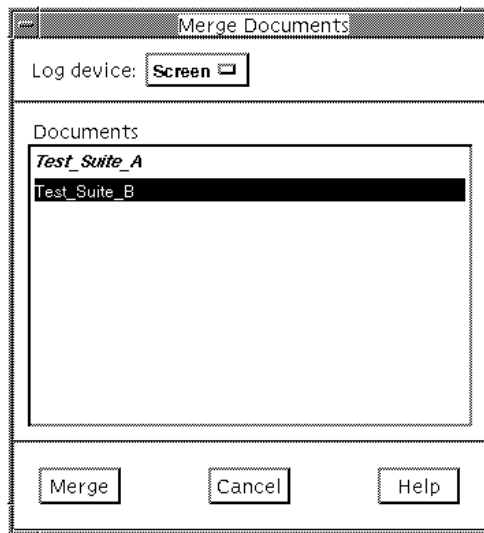 Merge Documents
Log device: Screen
Documents
Test_Suite_A
Test_Suite_B
Merge Cancel Help